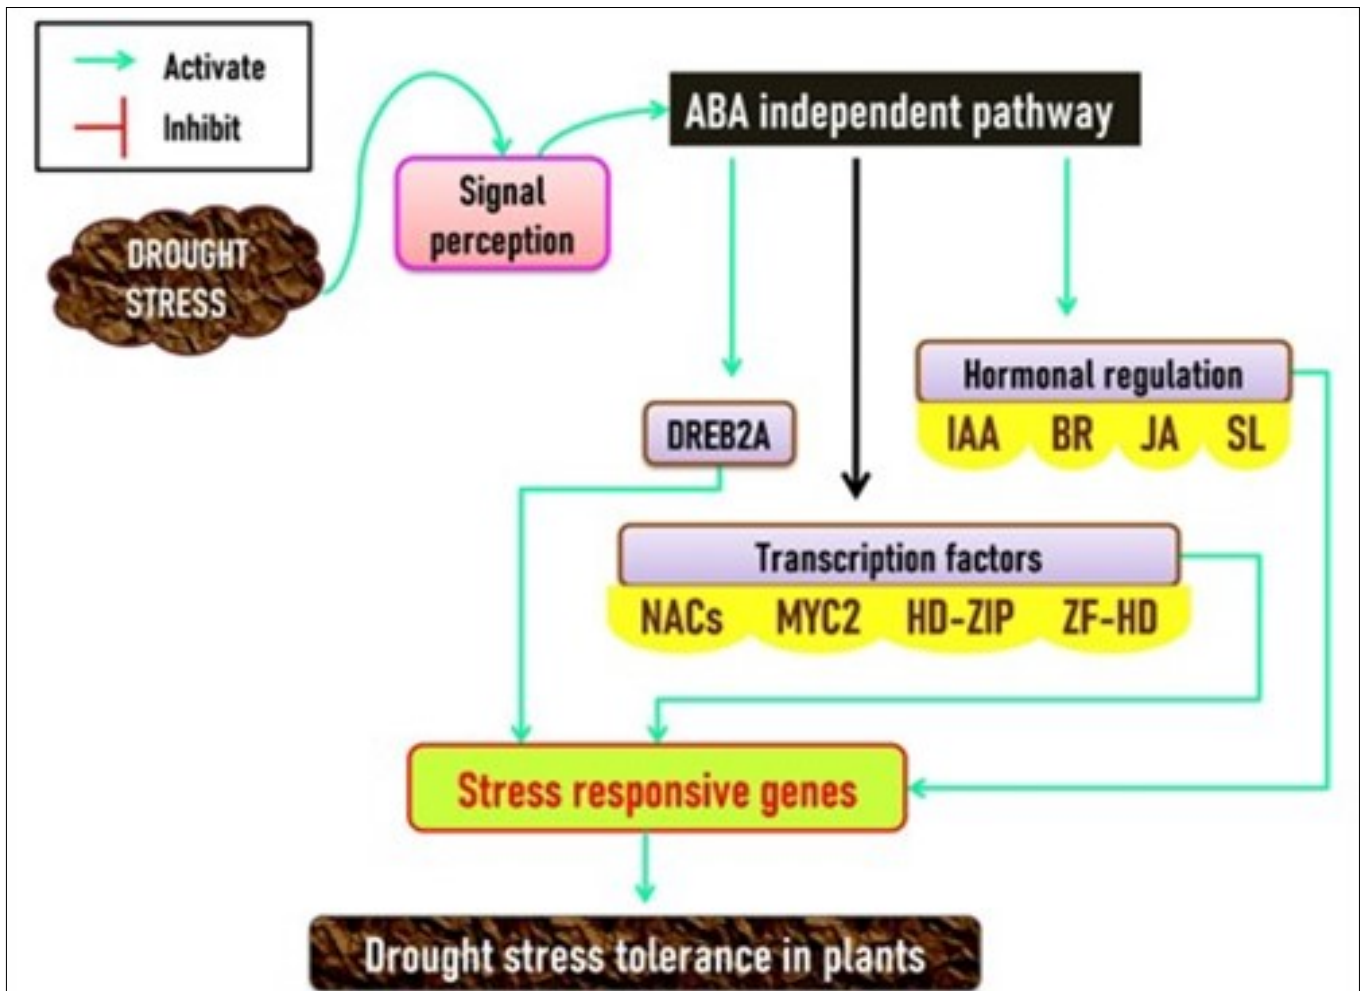 Activate
Inhibit
DROUGHT
STRESS
Signal
perception
ABA independent pathway
Hormonal regulation
IAA BR JA SL
DREB2A
Transcription factors
NACs MYC2 HD-ZIP ZF-HD
Stress responsive genes
Drought stress tolerance in plants